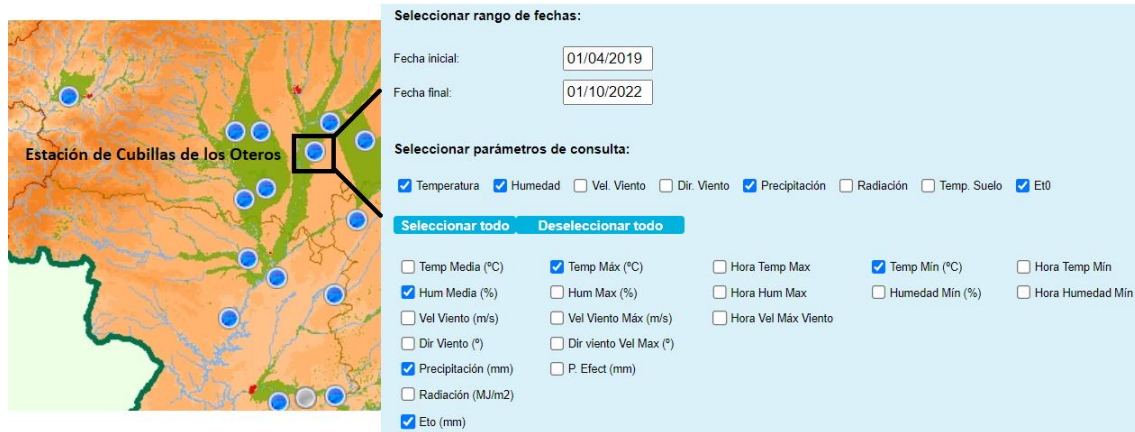 Estación de Cubillas de los Oteros
Seleccionar rango de fechas:
Fecha inicial: 01/04/2019
Fecha final: 01/10/2022
Seleccionar parámetros de consulta:
Temperatura Humedad Vel. Viento Dir. Viento Precipitación Radiación Temp. Suelo Et0
Seleccionar todo Deseleccionar todo
Temp Media (ºC) Temp Máx (ºC) Hora Temp Max Temp Mín (ºC) Hora Temp Mín
Hum Media (%) Hum Max (%) Hora Hum Max Humedad Mín (%) Hora Humedad Mín
Vel Viento (m/s) Vel Viento Máx (m/s) Hora Vel Máx Viento
Dir Viento (º) Dir viento Vel Max (º)
Precipitación (mm) P. Efect (mm)
Radiación (MJ/m2)
Eto (mm)